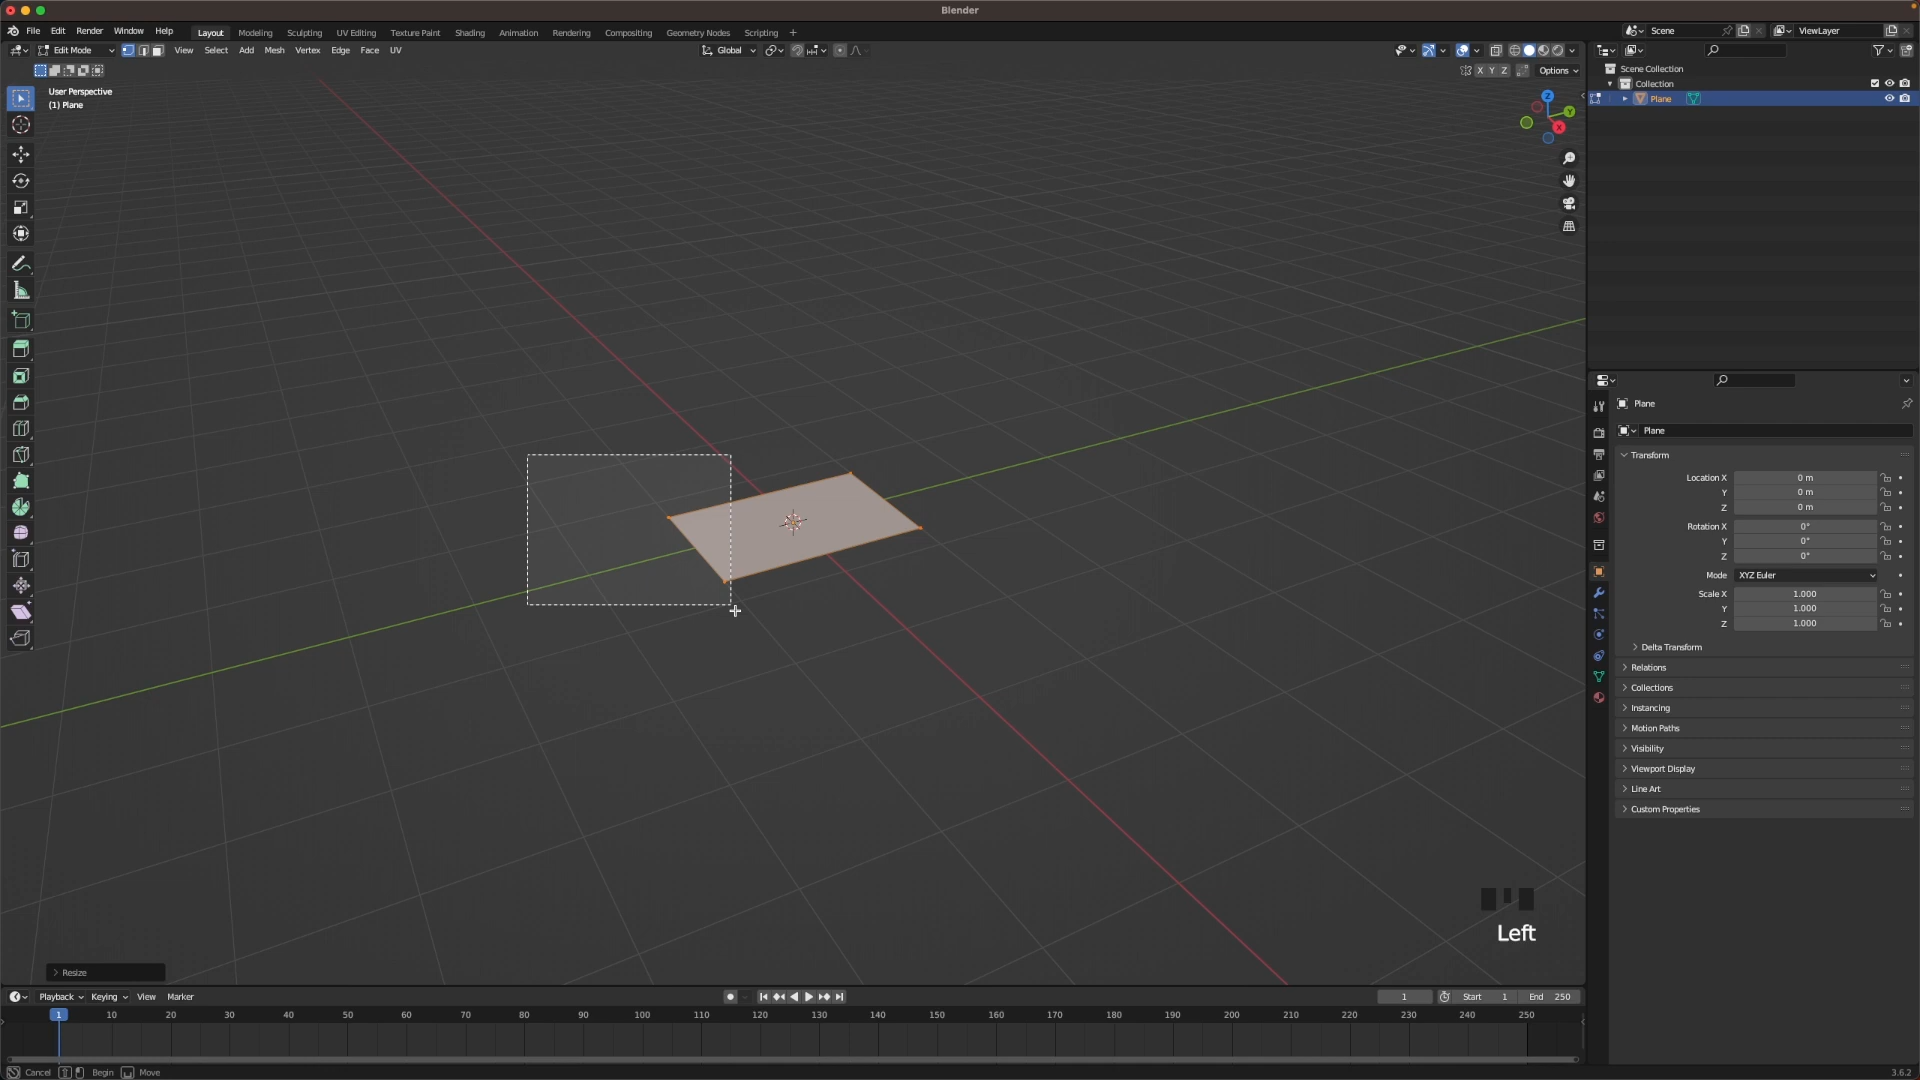 Blender
File Edit Render Window Help Layout Modeling Sculpting UV Editing Texture Paint Shading Animation Rendering Compositing Geometry Nodes Scripting + Scene ViewLayer
Edit Mode View Select Add Mesh Vertex Edge Face UV Global
X Y Z Options
User Perspective
(1) Plane
Z
Y
X
Scene Collection
Collection
Plane
Plane
Plane
Transform
Location X 0 m
Y 0 m
Z 0 m
Rotation X 0°
Y 0°
Z 0°
Mode XYZ Euler
Scale X 1.000
Y 1.000
Z 1.000
Delta Transform
Relations
Collections
Instancing
Motion Paths
Visibility
Viewport Display
Line Art
Custom Properties
Left
Resize
Playback Keying View Marker 1 Start 1 End 250
1 10 20 30 40 50 60 70 80 90 100 110 120 130 140 150 160 170 180 190 200 210 220 230 240 250
Cancel Begin Move 3.6.2